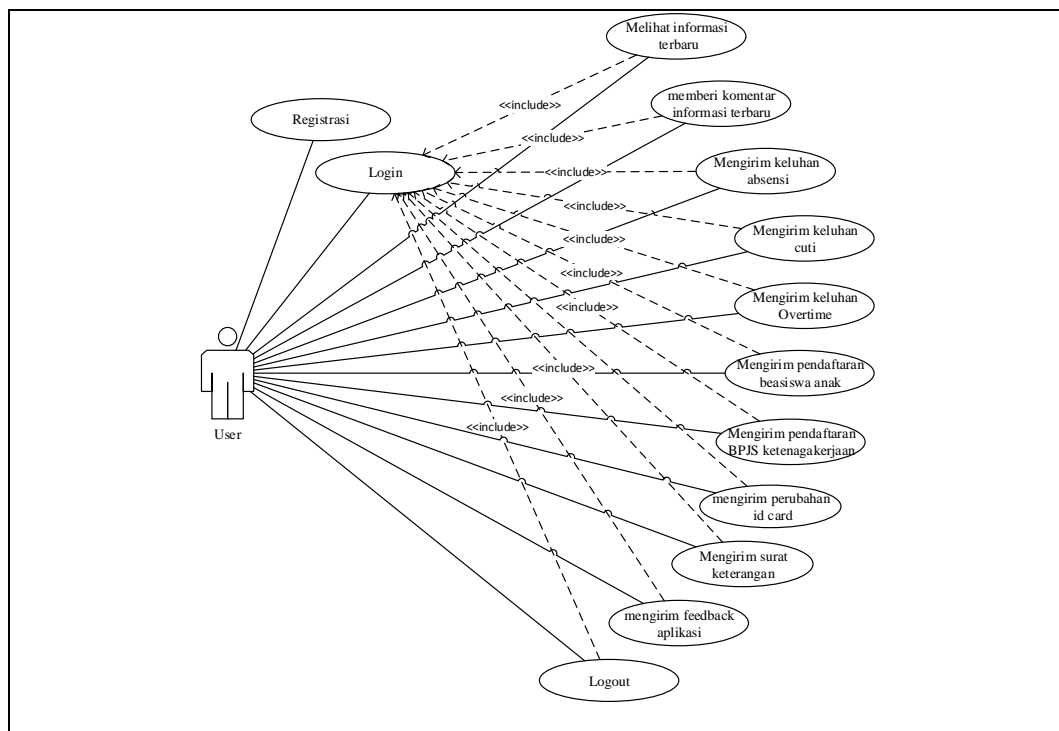 Melihat informasi
terbaru
<<include>>
memberi komentar
informasi terbaru
Registrasi
<<include>>
Login
Mengirim keluhan
absensi
<<include>>
<<include>>
Mengirim keluhan
cuti
<<include>>
<<include>>
Mengirim keluhan
Overtime
<<include>>
<<include>>
Mengirim pendaftaran
beasiswa anak
<<include>>
<<include>>
User
Mengirim pendaftaran
BPJS ketenagakerjaan
mengirim perubahan
id card
Mengirim surat
keterangan
mengirim feedback
aplikasi
Logout